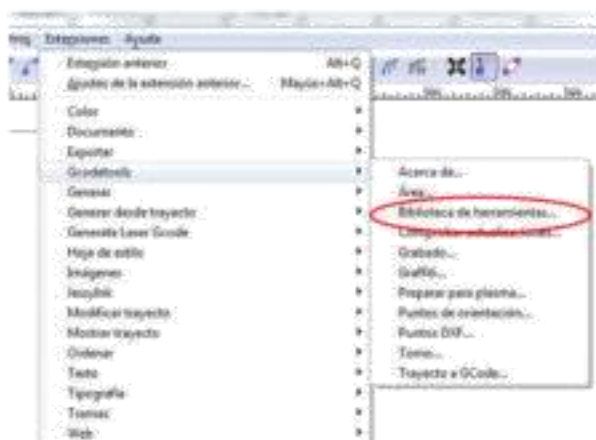 Extensiones Ayuda
Extensión anterior Alt+Q
Ajustes de la extensión anterior... Mayús+Alt+Q
Color
Documento
Exportar
Gcodetools
Generar
Generar desde trayecto
Generate Laser Gcode
Hoja de estilo
Imágenes
JessyInk
Modificar trayecto
Mostrar trayecto
Ordenar
Texto
Tipografía
Tramas
Web
Acerca de...
Área...
Biblioteca de herramientas...
Grabado...
Graffiti...
Preparar para plasma...
Puntos de orientación...
Puntos DXF...
Torno...
Trayecto a GCode...